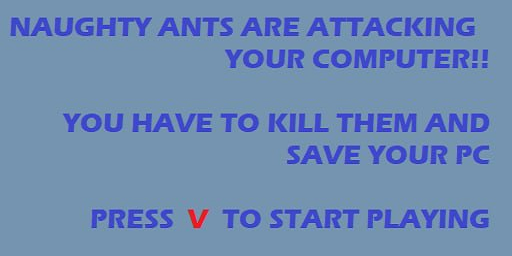 NAUGHTY ANTS ARE ATTACKING
YOUR COMPUTER!!
YOU HAVE TO KILL THEM AND
SAVE YOUR PC
PRESS V TO START PLAYING